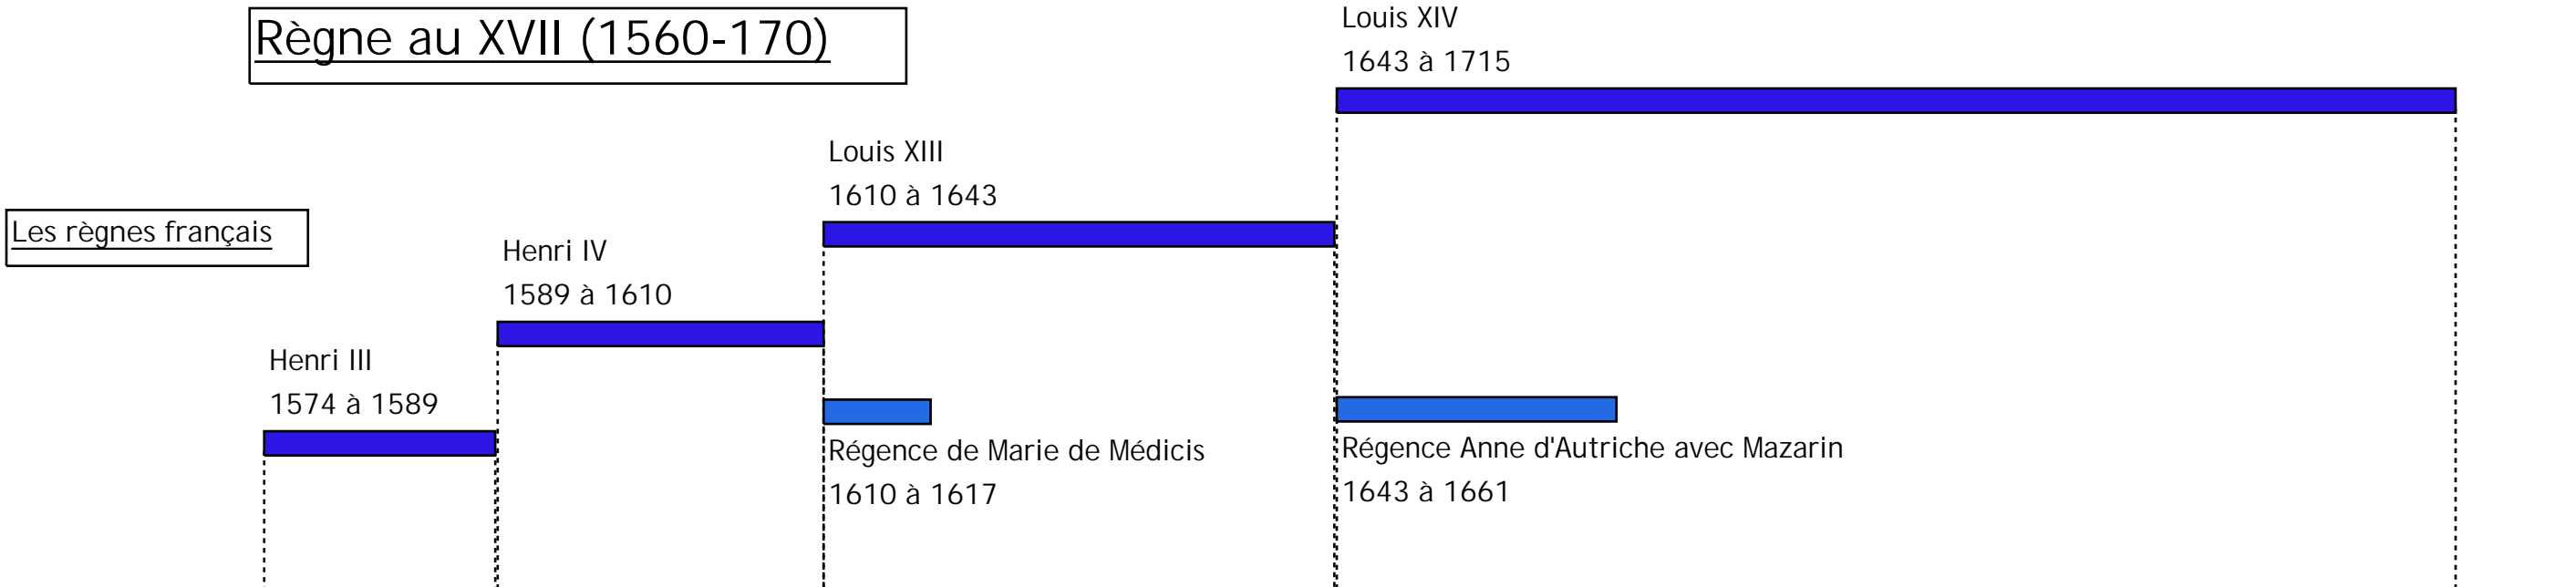 Règne au XVII (1560-170)
Louis XIV
1643 à 1715
Louis XIII
1610 à 1643
Les règnes français
Henri IV
1589 à 1610
Henri III
1574 à 1589
Régence de Marie de Médicis
1610 à 1617
Régence Anne d'Autriche avec Mazarin
1643 à 1661